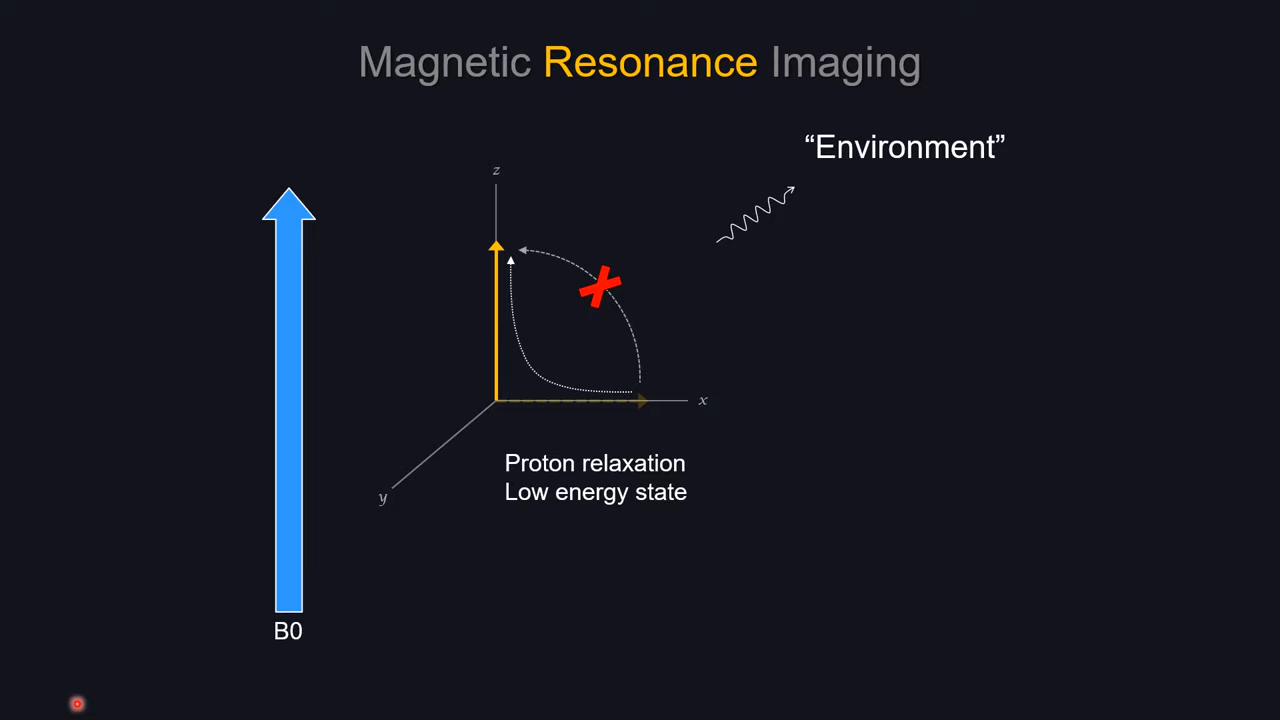 Magnetic Resonance Imaging
“Environment”
z
x
y
Proton relaxation
Low energy state
B0